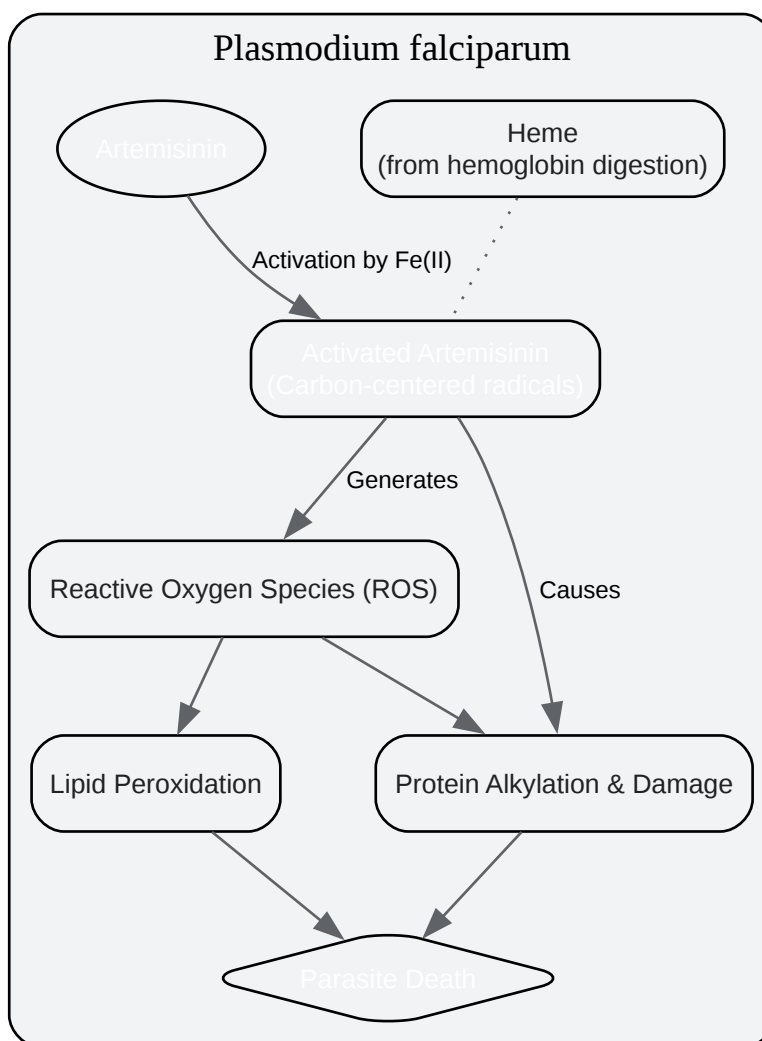 Plasmodium falciparum
Artemisinin
Heme
(from hemoglobin digestion)
Activation by Fe(II)
Activated Artemisinin
(Carbon-centered radicals)
Generates
Reactive Oxygen Species (ROS)
Causes
Lipid Peroxidation
Protein Alkylation & Damage
Parasite Death